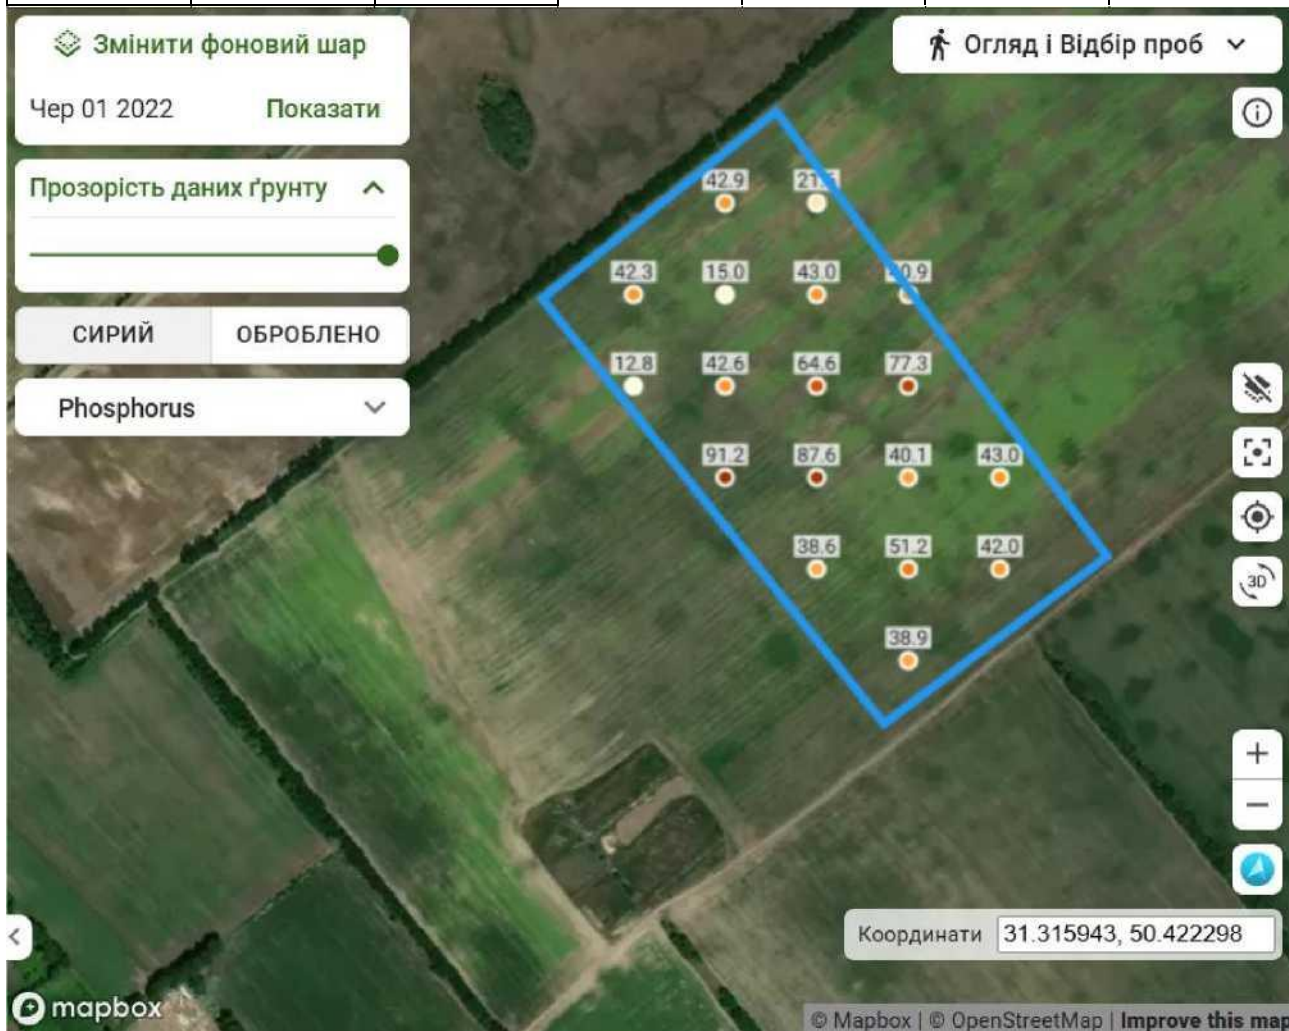 Змінити фоновий шар
Огляд і Відбір проб
Чер 01 2022 Показати
Прозорість даних ґрунту
42.9
42.3 15.0 43.0
СИРИЙ ОБРОБЛЕНО
12.8 42.6 64.6 77.3
Phosphorus
91.2 87.6 40.1 43.0
38.6 51.2 42.0
3D
38.9
Координати 31.315943, 50.422298
mapbox
© Mapbox | © OpenStreetMap | Improve this map